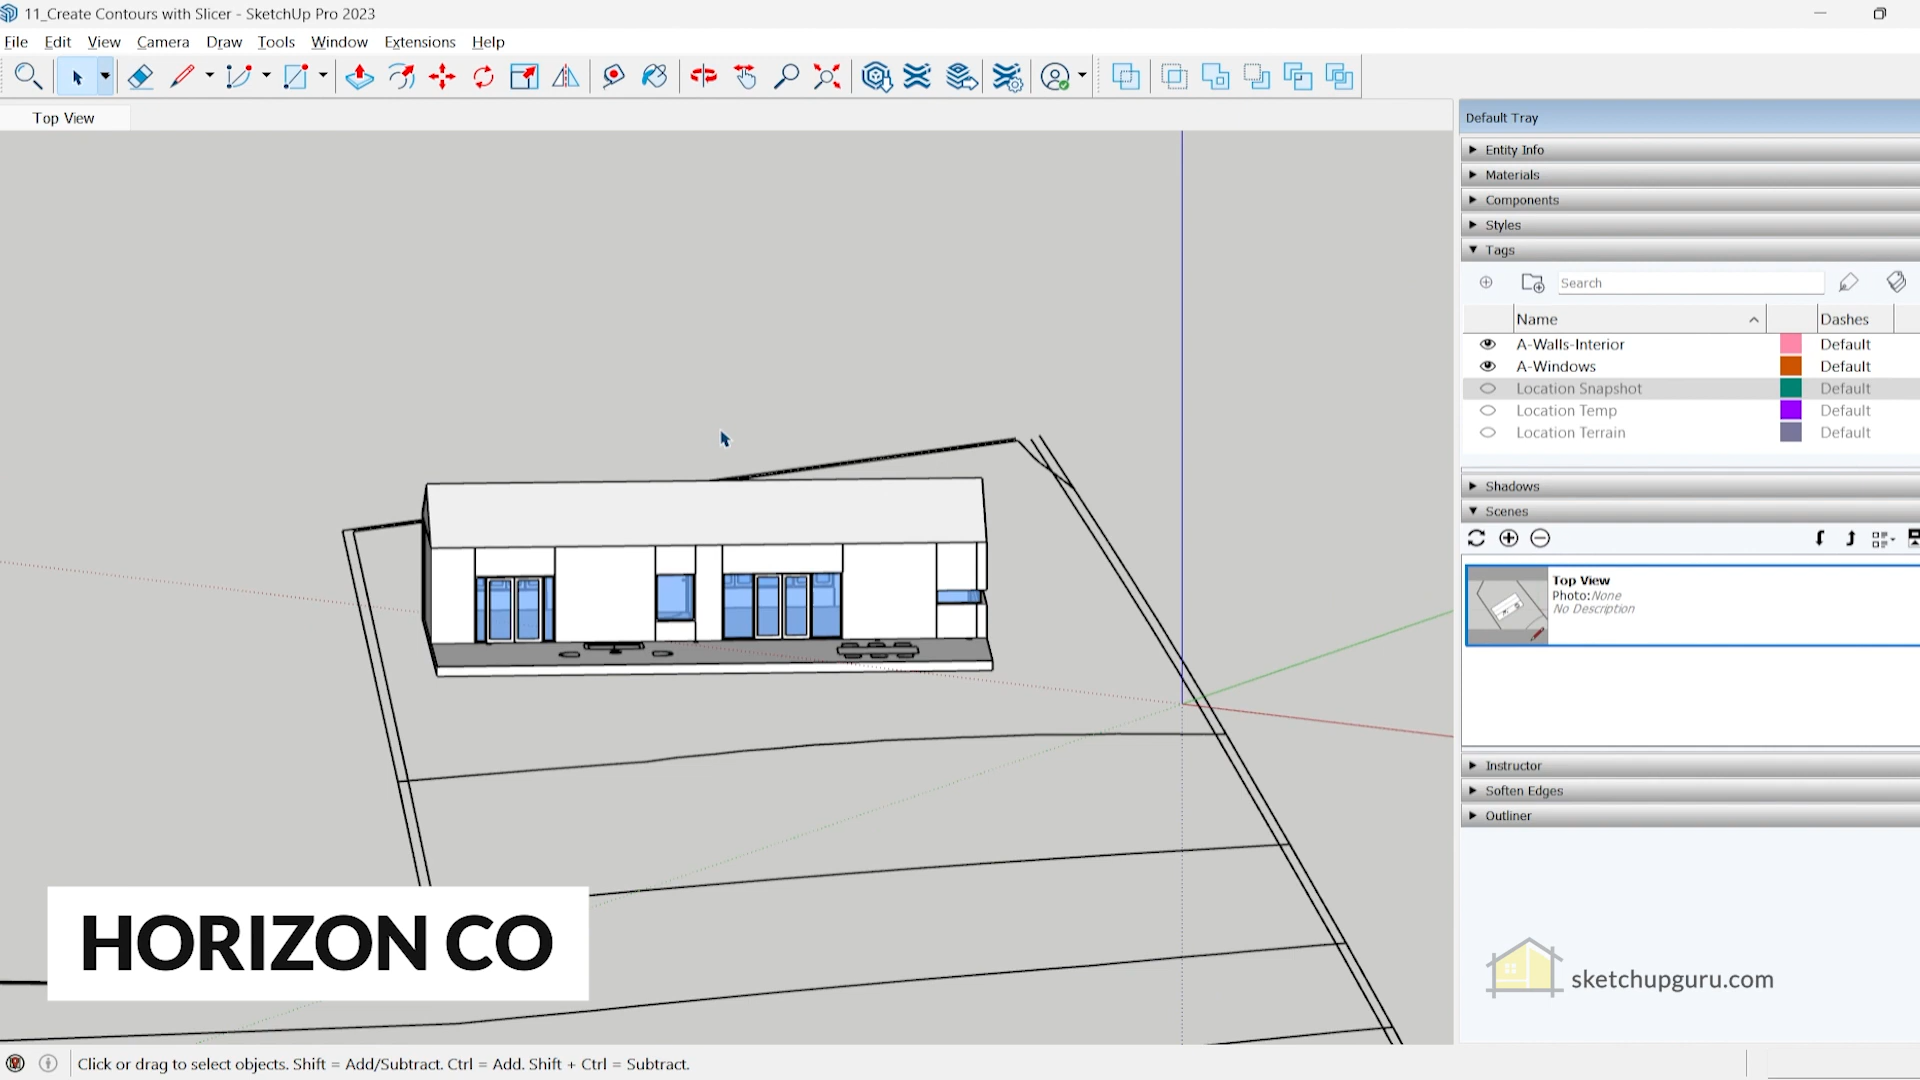 11_Create Contours with Slicer - SketchUp Pro 2023
File Edit View Camera Draw Tools Window Extensions Help
Top View
Default Tray
Entity Info
Materials
Components
Styles
Tags
Search
Name Dashes
A-Walls-Interior Default
A-Windows Default
Location Snapshot Default
Location Temp Default
Location Terrain Default
Shadows
Scenes
Top View
Photo: None
No Description
Instructor
Soften Edges
Outliner
HORIZON CO
sketchupguru.com
Click or drag to select objects. Shift = Add/Subtract. Ctrl = Add. Shift + Ctrl = Subtract.